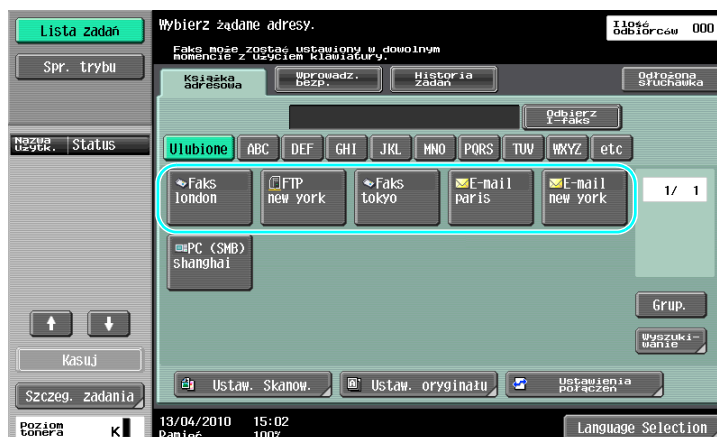 Lista zadań
Spr. trybu
Nazwa użytk.
Status
Kasuj
Szczeg. zadania
Poziom tonera
K
Wybierz żądane adresy.
Ilość odbiorców
000
Faks może zostać ustawiony w dowolnym
momencie z użyciem klawiatury.
Książka adresowa
Wprowadz. bezp.
Historia zadań
Odłożona słuchawka
Odbierz I-faks
Ulubione
ABC
DEF
GHI
JKL
MNO
PQRS
TUV
WXYZ
etc
Faks
london
FTP
new york
Faks
tokyo
E-mail
paris
E-mail
new york
1/ 1
PC (SMB)
shanghai
Grup.
Wyszuki-
wanie
Ustaw. Skanow.
Ustaw. oryginału
Ustawienia połączeń
13/04/2010 15:02
Pamięć 100%
Language Selection